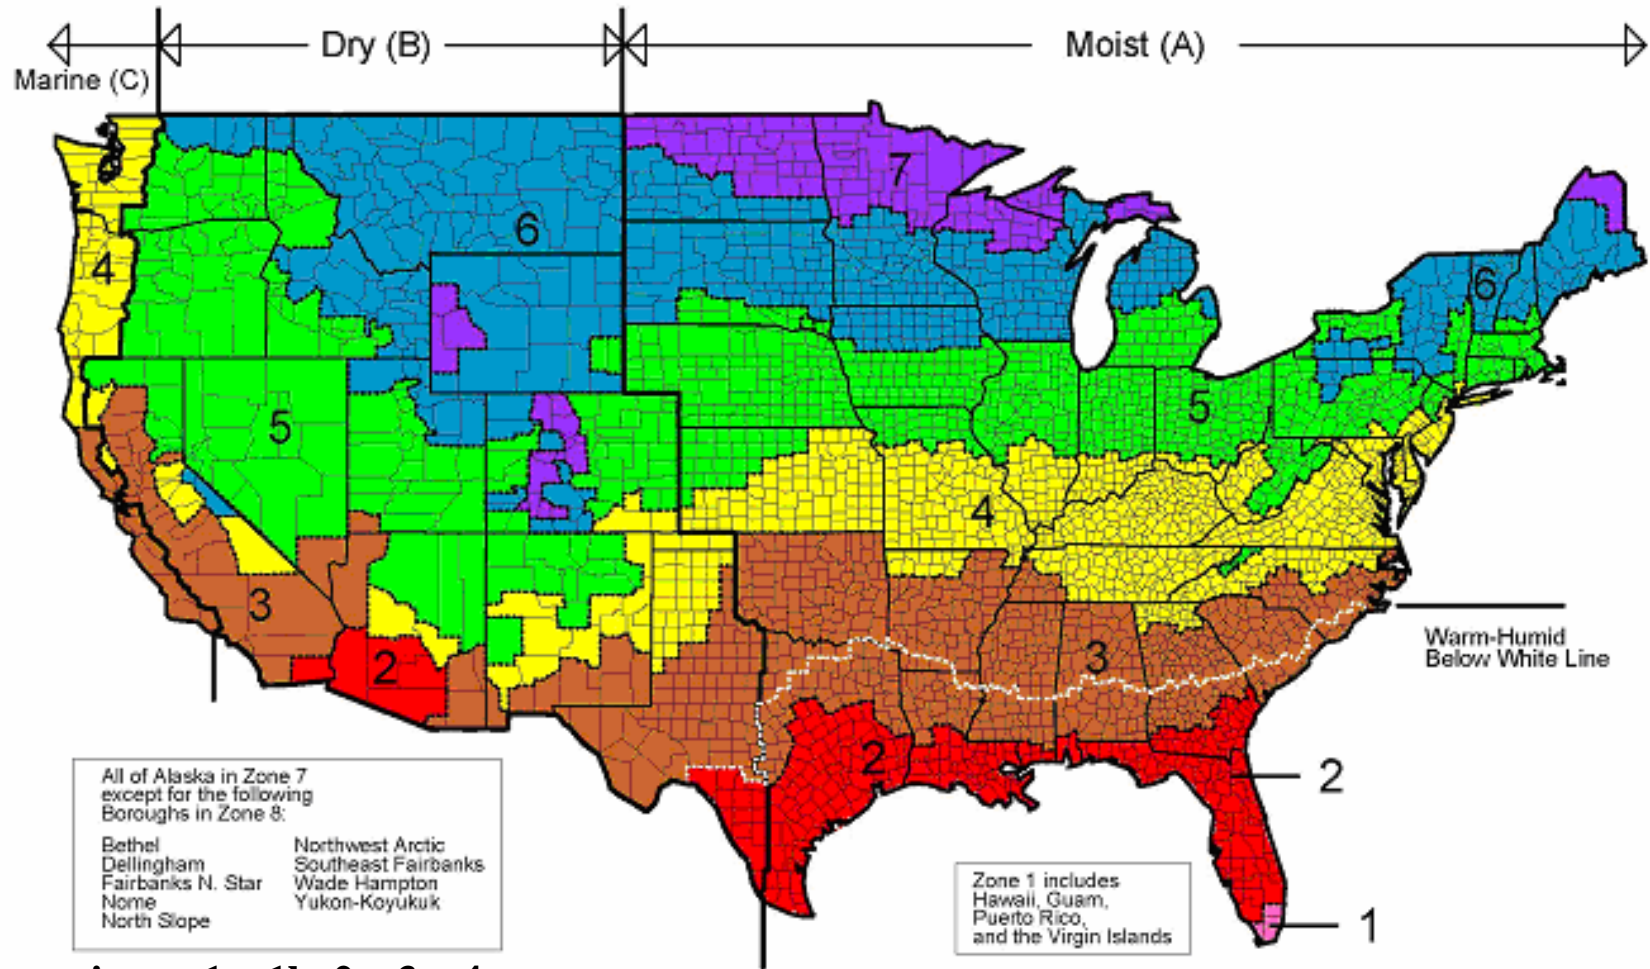 Dry (B)
Moist (A)
Marine (C)
7
6
4
6
5
5
4
3
3
2
2
Warm-Humid
Below White Line
2
1
All of Alaska in Zone 7
except for the following
Boroughs in Zone 8:
Bethel
Dellingham
Fairbanks N. Star
Nome
North Slope
Northwest Arctic
Southeast Fairbanks
Wade Hampton
Yukon-Koyukuk
Zone 1 includes
Hawaii, Guam,
Puerto Rico,
and the Virgin Islands